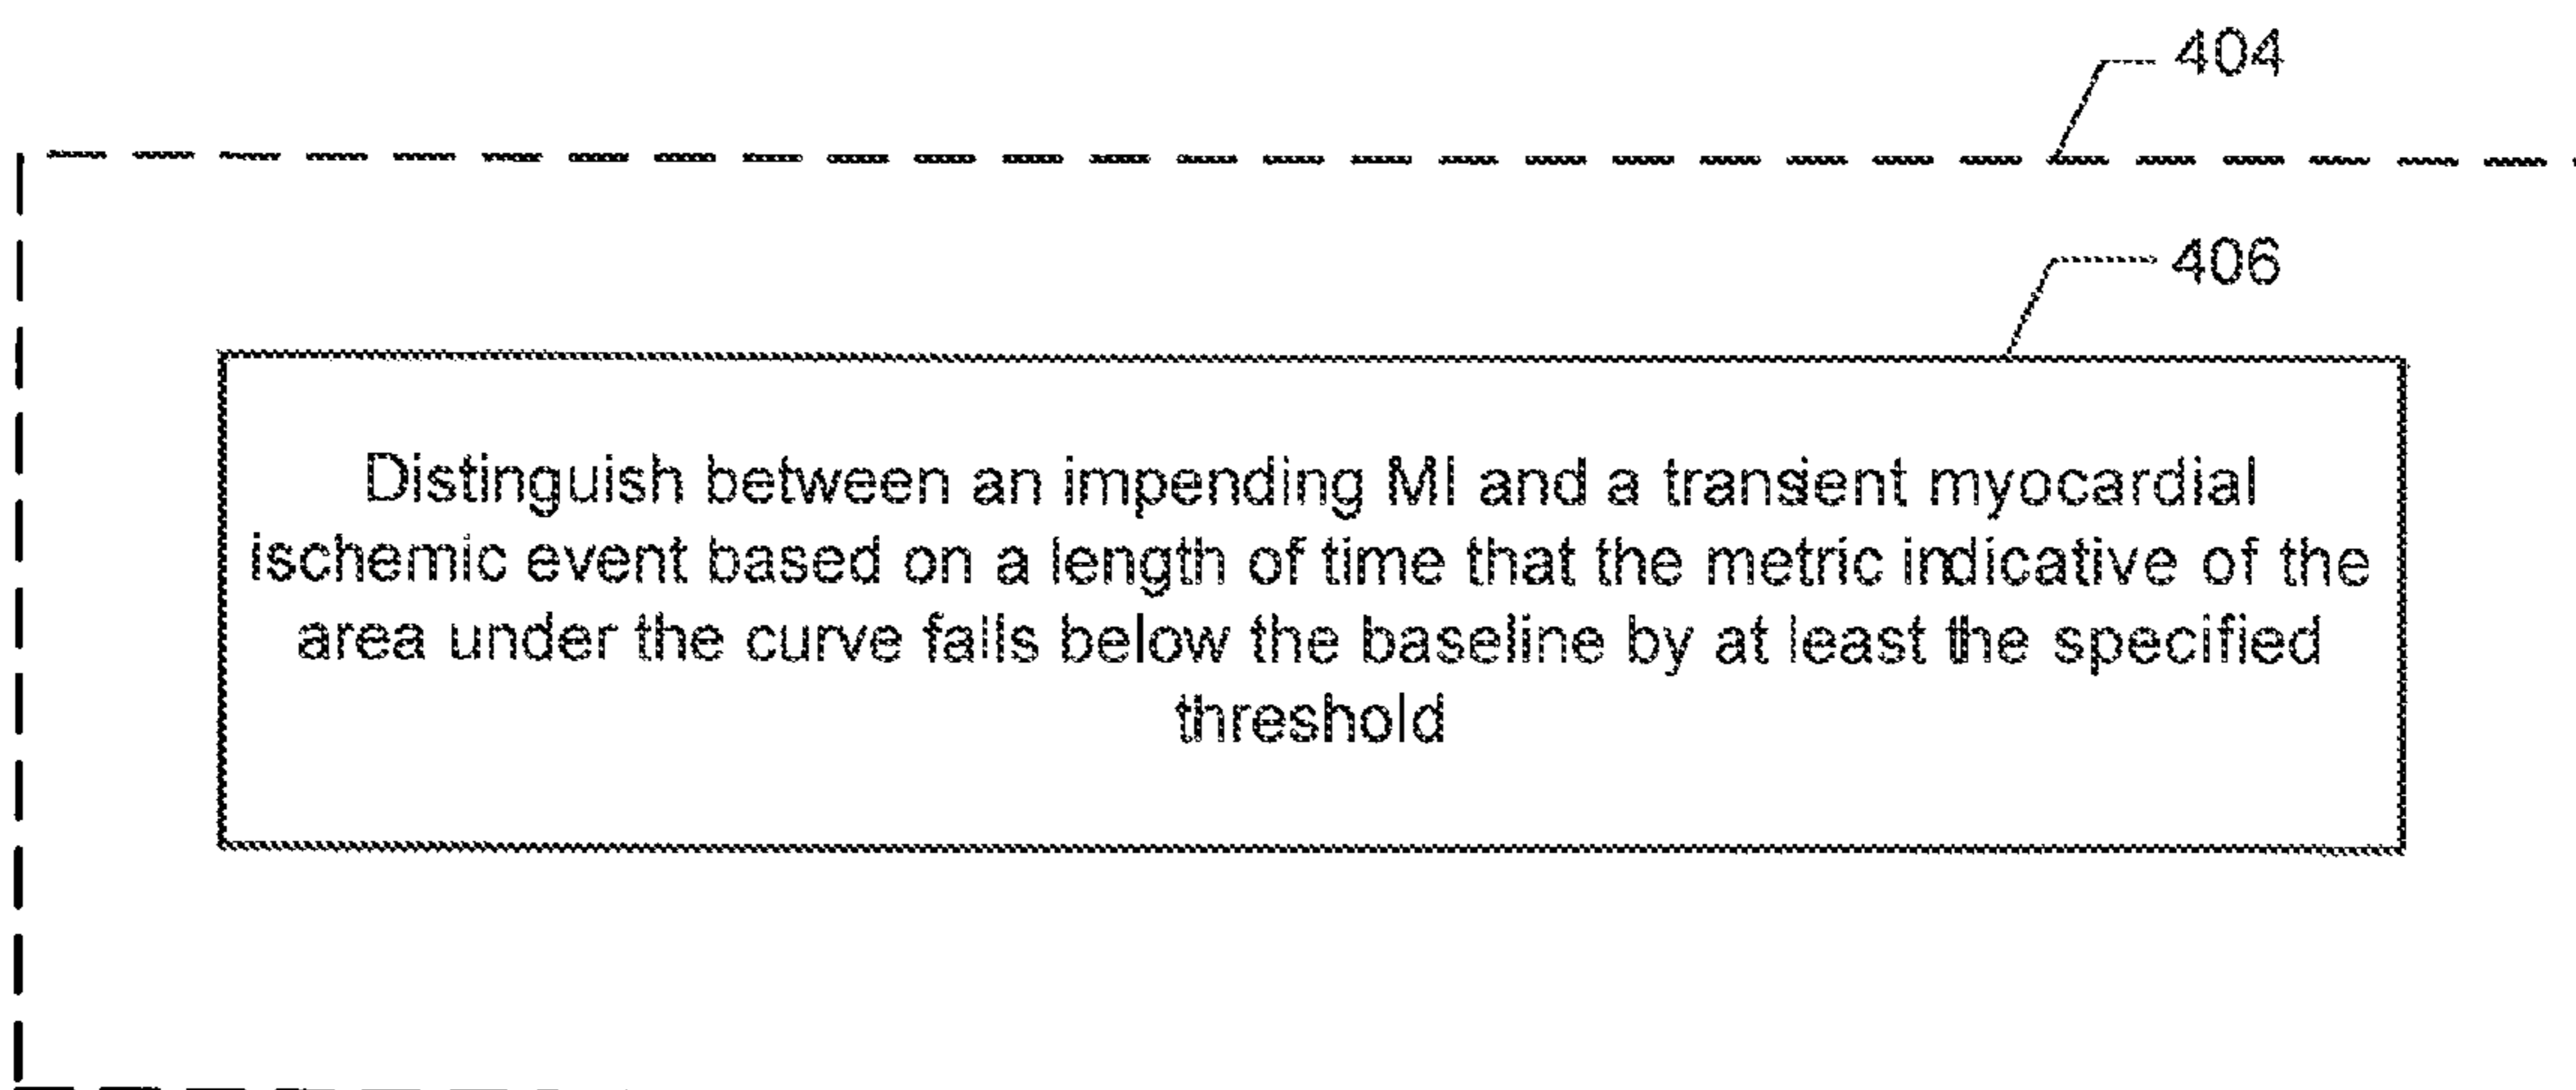 404
406
Distinguish between an impending MI and a transient myocardial
ischemic event based on a length of time that the metric indicative of the
area under the curve falls below the baseline by at least the specified
threshold